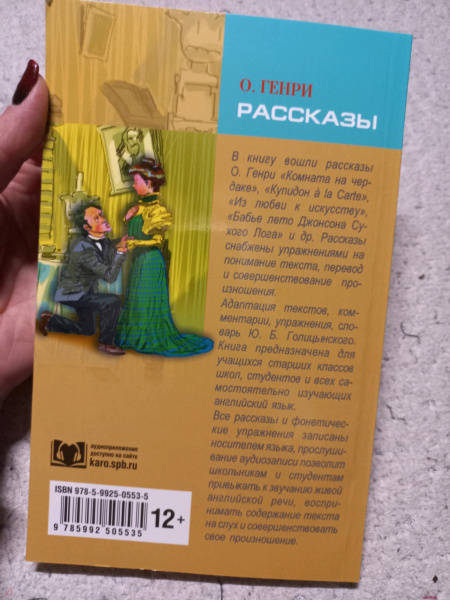 О. ГЕНРИ
РАССКАЗЫ
В книгу вошли рассказы
О. Генри «Комната на чер-
даке», «Купидон à la Carte»,
«Из любви к искусству»,
«Бабье лето Джонсона Су-
хого Лога» и др. Рассказы
снабжены упражнениями на
понимание текста, перевод
и совершенствование про-
изношения.
Адаптация текстов, ком-
ментарии, упражнения, сло-
варь Ю. Б. Голицынского.
Книга предназначена для
учащихся старших классов
школ, студентов и всех са-
мостоятельно изучающих
английский язык.
Все рассказы и фонетичес-
кие упражнения записаны
носителем языка, прослуши-
вание аудиозаписи позволит
школьникам и студентам
привыкать к звучанию живой
английской речи, воспри-
нимать содержание текста
на слух и совершенствовать
свое произношение.
аудиоприложение
доступно на сайте
karo.spb.ru
ISBN 978-5-9925-0553-5
9 785992 505535
12+